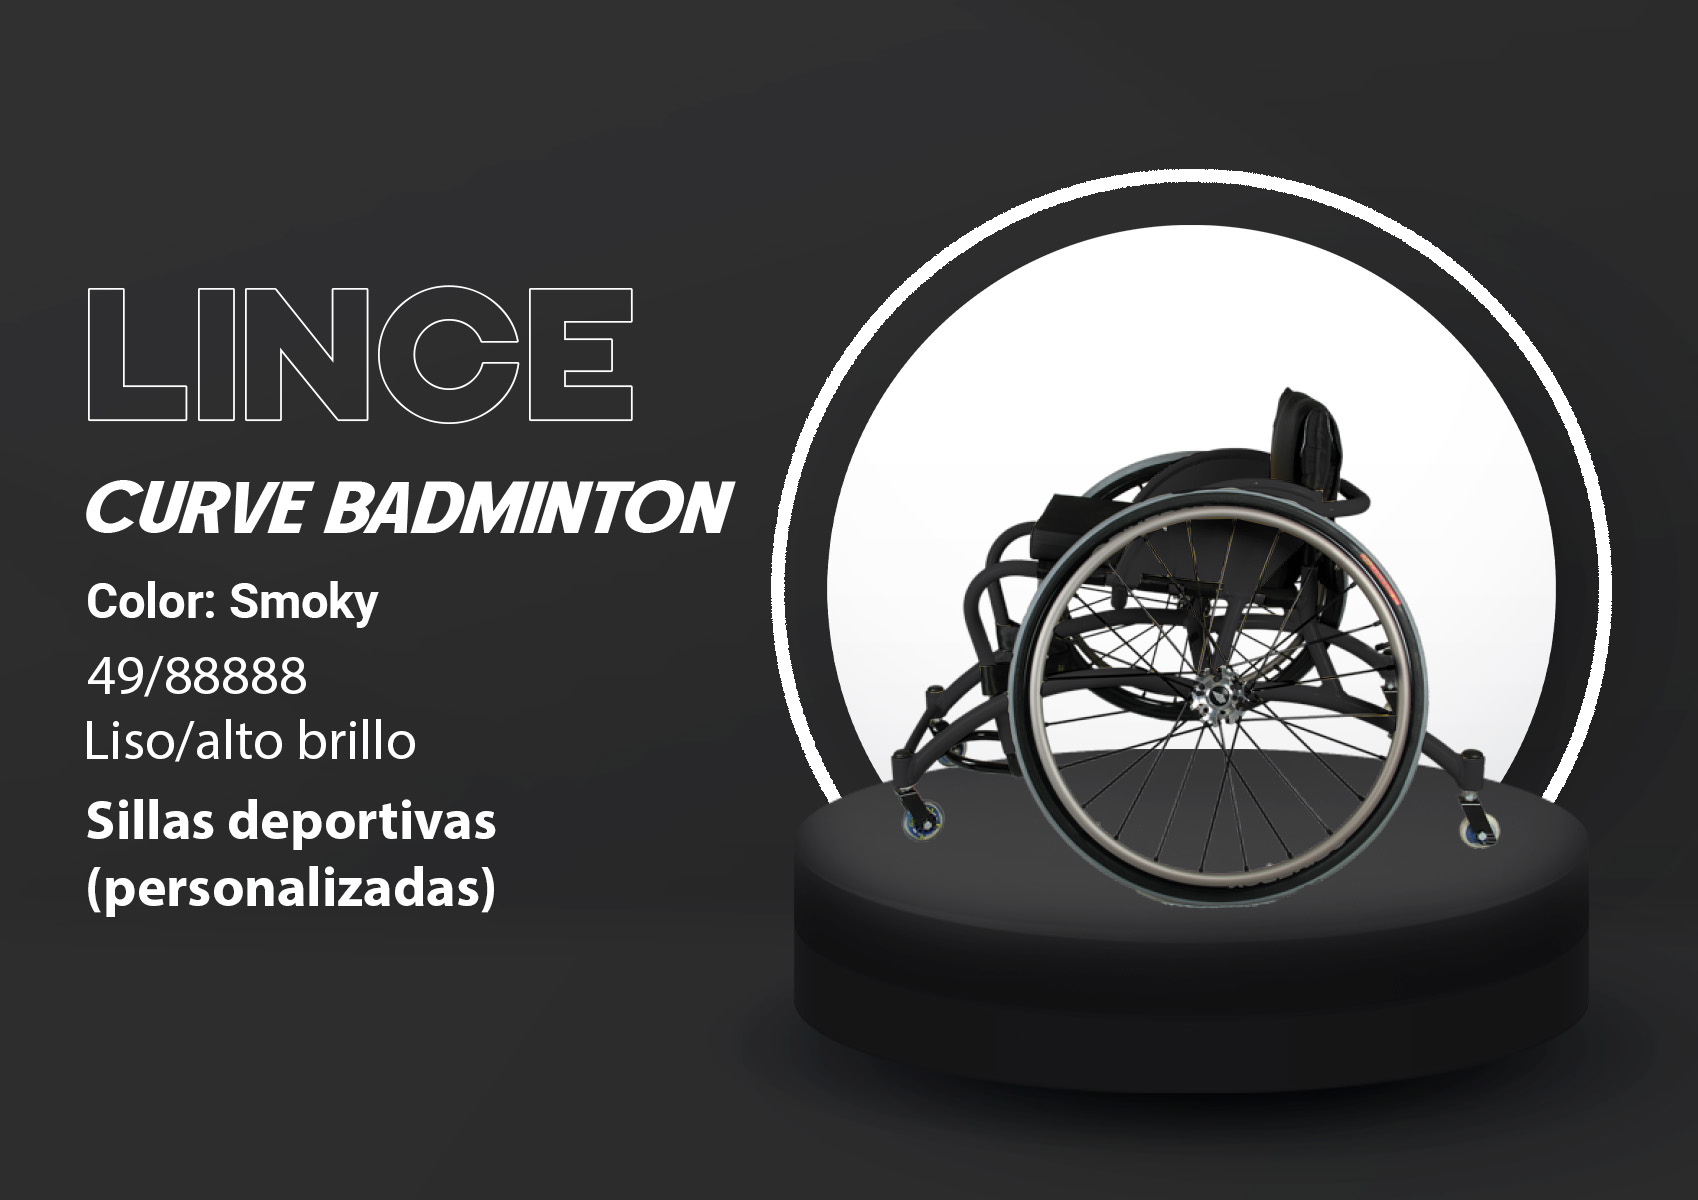 LINCE
CURVE BADMINTON
Color: Smoky
49/88888
Liso/alto brillo
Sillas deportivas
(personalizadas)